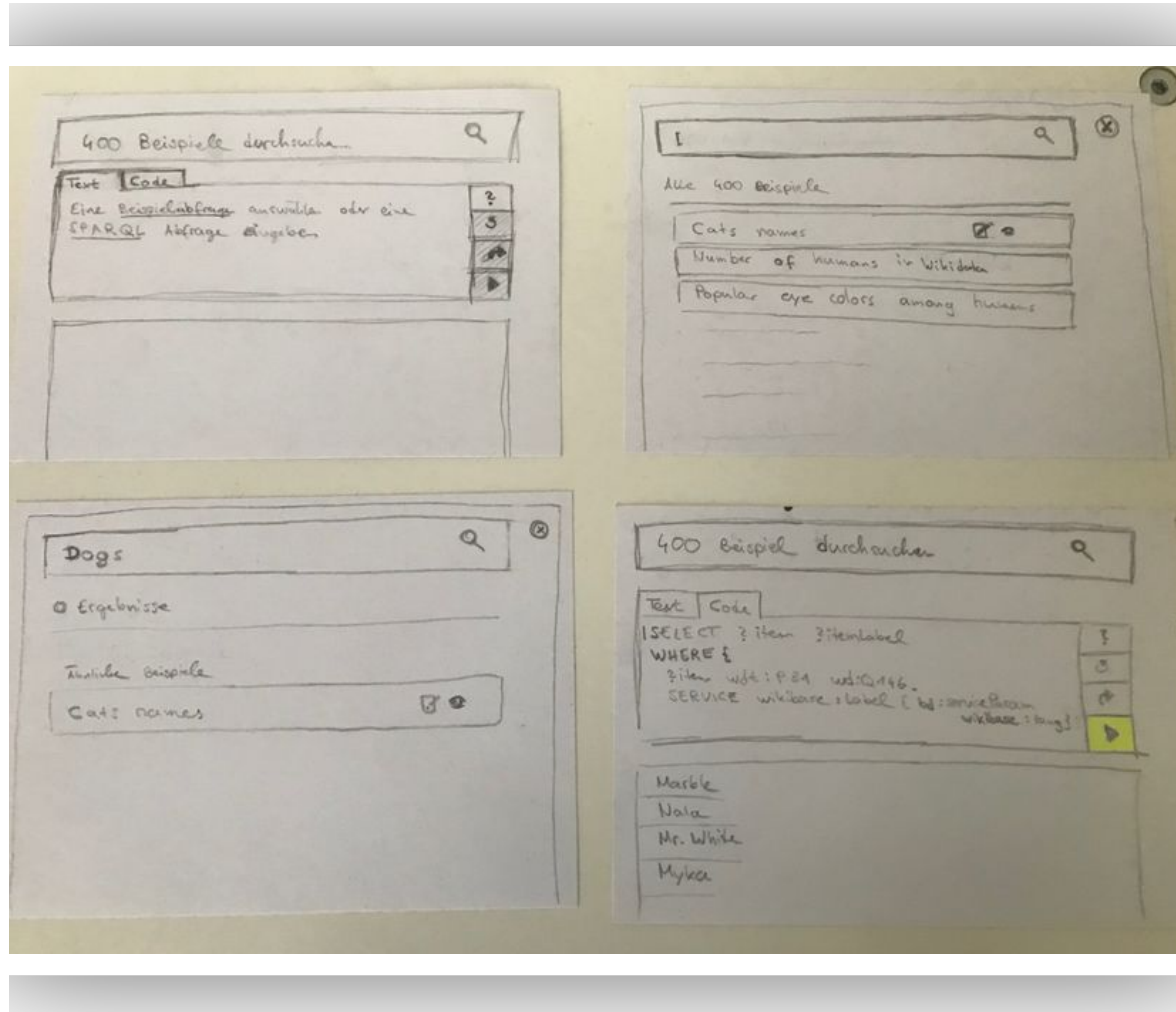 400 Beispiele durchsuche...
Text Code
Eine Beispielabfrage auswählen oder eine
SPARQL Abfrage eingeben
?
Alle 400 Beispiele
Cats names
Number of humans in Wikidata
Popular eye colors among humans
Dogs
0 Ergebnisse
Ähnliche Beispiele
Cats names
400 Beispiel durchsuchen
Text Code
SELECT ?item ?itemLabel
WHERE {
?item wdt:P31 wd:Q146.
SERVICE wikibase:label { bd:serviceParam
wikibase:lang}
Marble
Nala
Mr. White
Myka